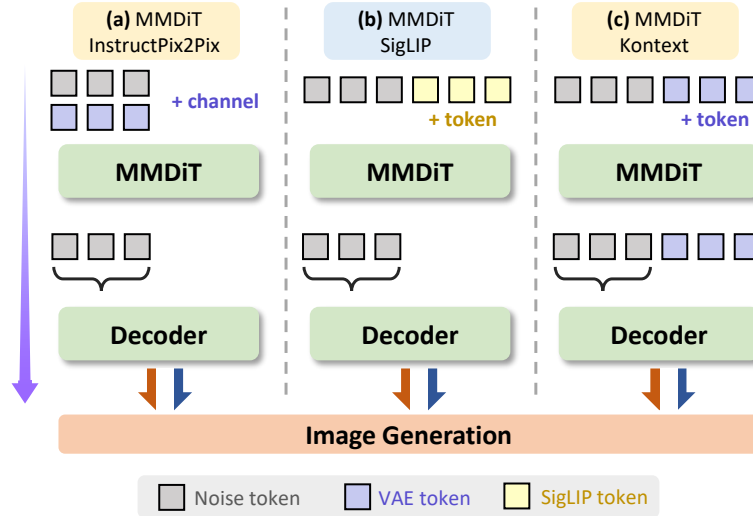 (a) MMDiT
InstructPix2Pix
(b) MMDiT
SigLIP
(c) MMDiT
Kontext
+ channel
+ token
+ token
MMDiT
MMDiT
MMDiT
Decoder
Decoder
Decoder
Image Generation
Noise token
VAE token
SigLIP token